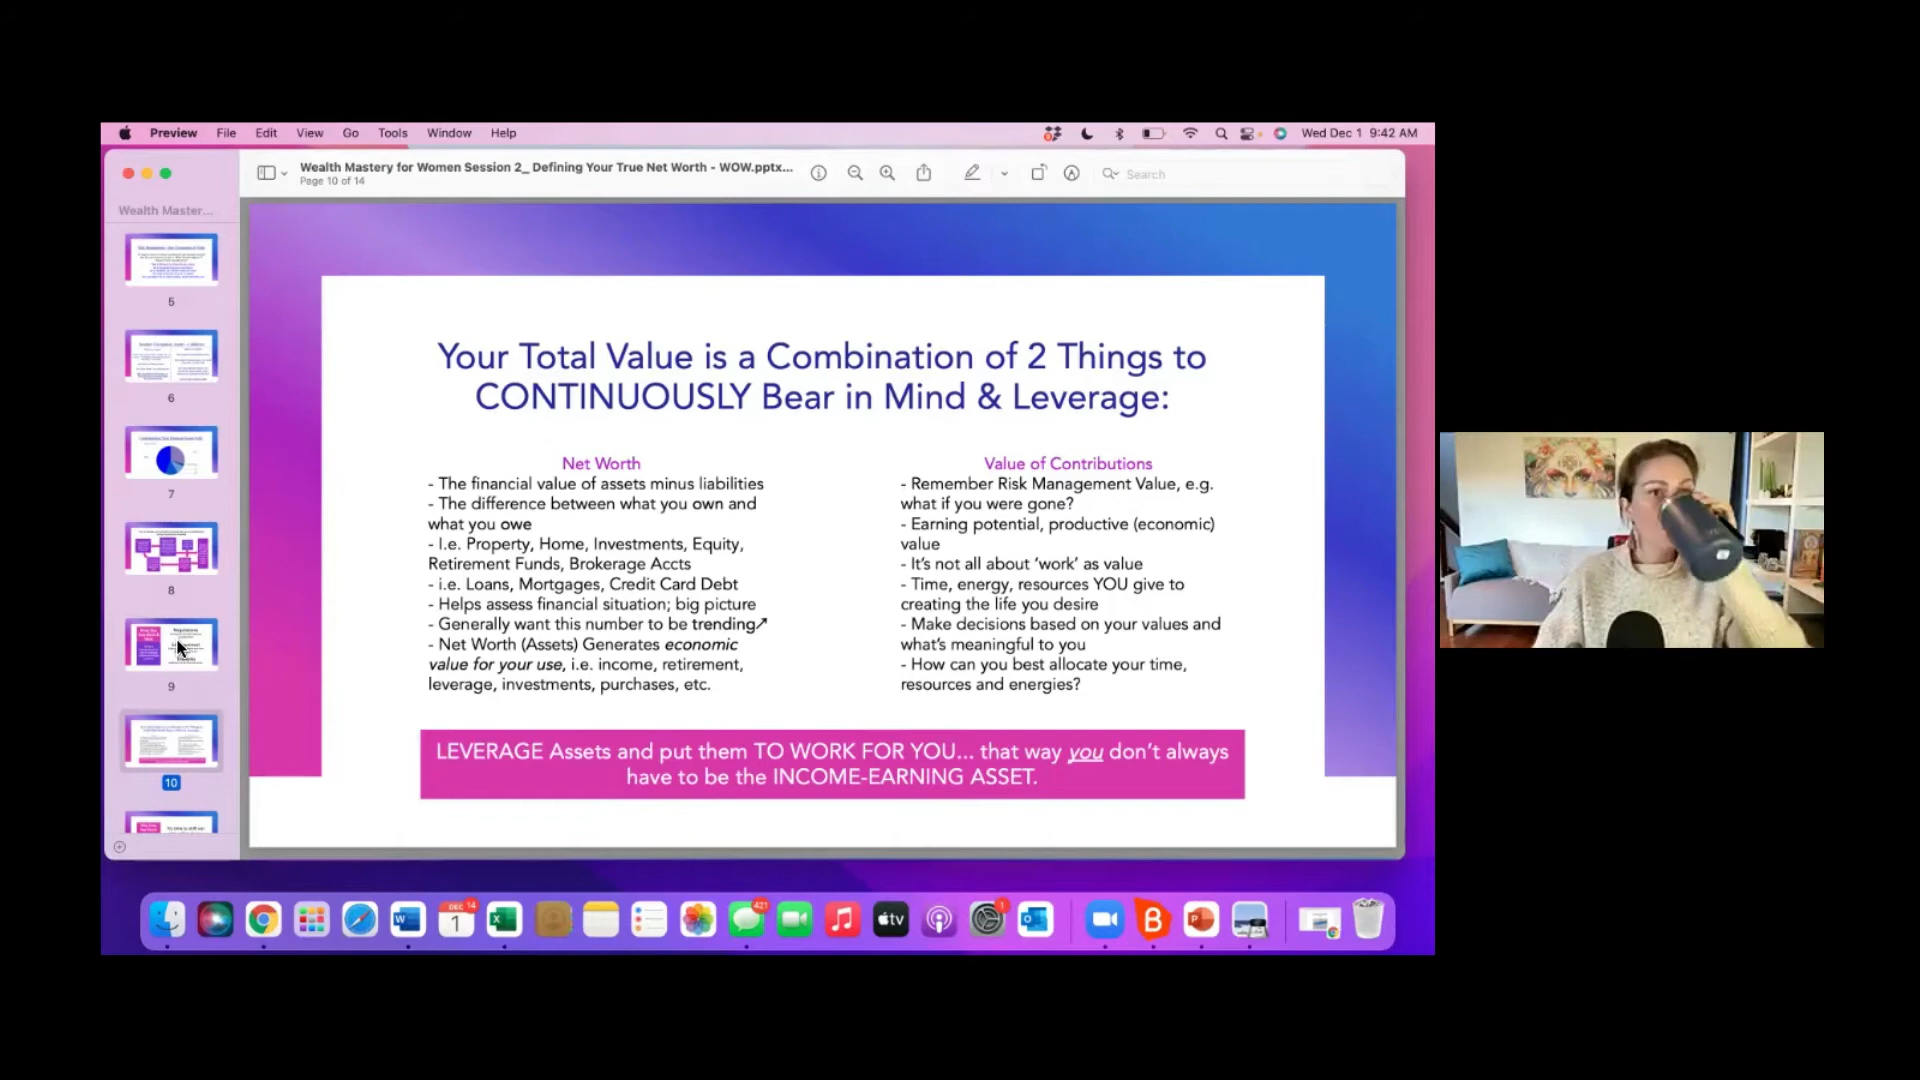 Preview File Edit View Go Tools Window Help
Wed Dec 1 9:42 AM
Wealth Mastery for Women Session 2_ Defining Your True Net Worth - WOW.pptx...
Page 10 of 14
Search
Wealth Master...
5
6
7
8
9
10
Your Total Value is a Combination of 2 Things to
CONTINUOUSLY Bear in Mind & Leverage:
Net Worth
- The financial value of assets minus liabilities
- The difference between what you own and
what you owe
- I.e. Property, Home, Investments, Equity,
Retirement Funds, Brokerage Accts
- i.e. Loans, Mortgages, Credit Card Debt
- Helps assess financial situation; big picture
- Generally want this number to be trending↗
- Net Worth (Assets) Generates economic
value for your use, i.e. income, retirement,
leverage, investments, purchases, etc.
Value of Contributions
- Remember Risk Management Value, e.g.
what if you were gone?
- Earning potential, productive (economic)
value
- It's not all about ‘work’ as value
- Time, energy, resources YOU give to
creating the life you desire
- Make decisions based on your values and
what's meaningful to you
- How can you best allocate your time,
resources and energies?
LEVERAGE Assets and put them TO WORK FOR YOU... that way you don't always
have to be the INCOME-EARNING ASSET.
DEC 14
1
421
tv
1